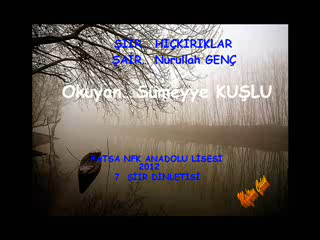 ŞİİR HIÇKIRIKLAR
ŞAİR. Nurullah GENÇ
Okuyan Sümeyye KUŞLU
FATSA NFK ANADOLU LİSESİ
2012
7 ŞİİR DİNLETİSİ